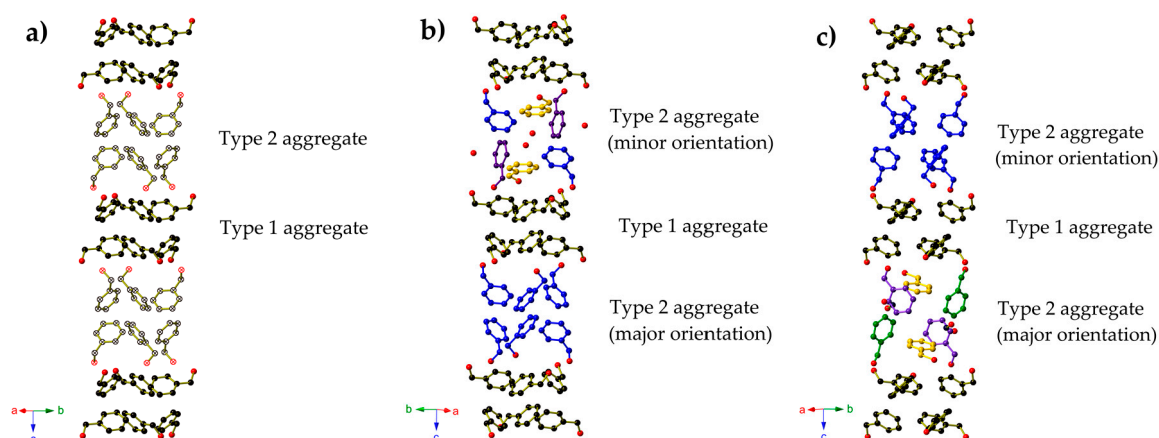 a)
Type 2 aggregate
Type 1 aggregate
a
b
b)
Type 2 aggregate
(minor orientation)
Type 1 aggregate
Type 2 aggregate
(major orientation)
b
a
c
c)
Type 2 aggregate
(minor orientation)
Type 1 aggregate
Type 2 aggregate
(major orientation)
a
b
c